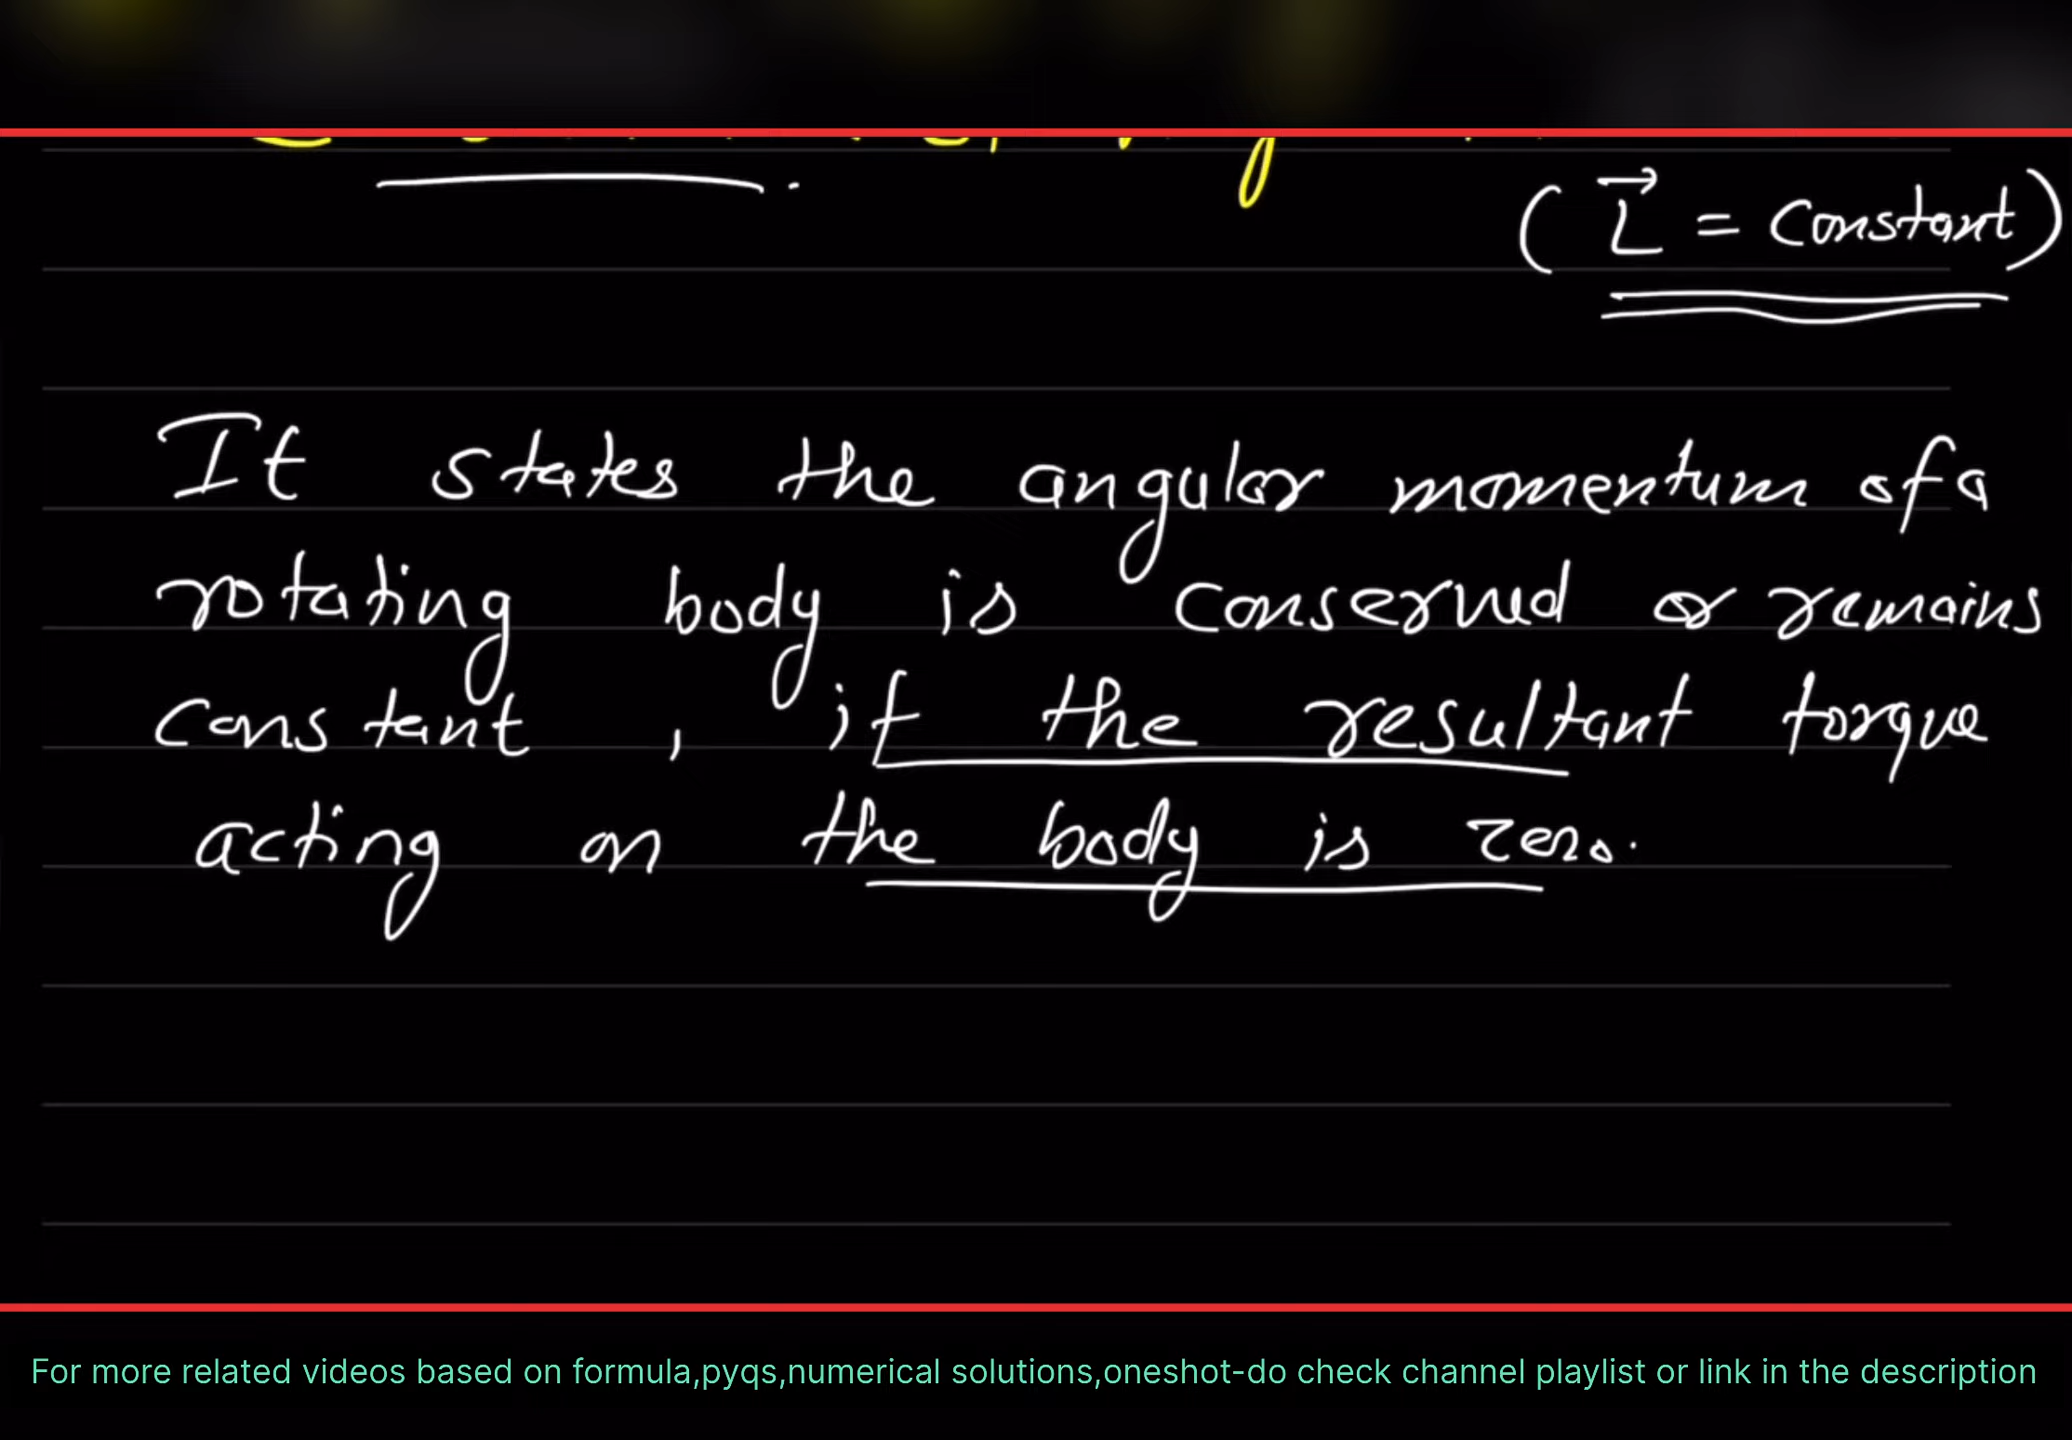 ( L⃗ = Constant )
It states the angular momentum of a
rotating body is conserved or remains
constant , if the resultant torque
acting on the body is zero.
For more related videos based on formula,pyqs,numerical solutions,oneshot-do check channel playlist or link in the description